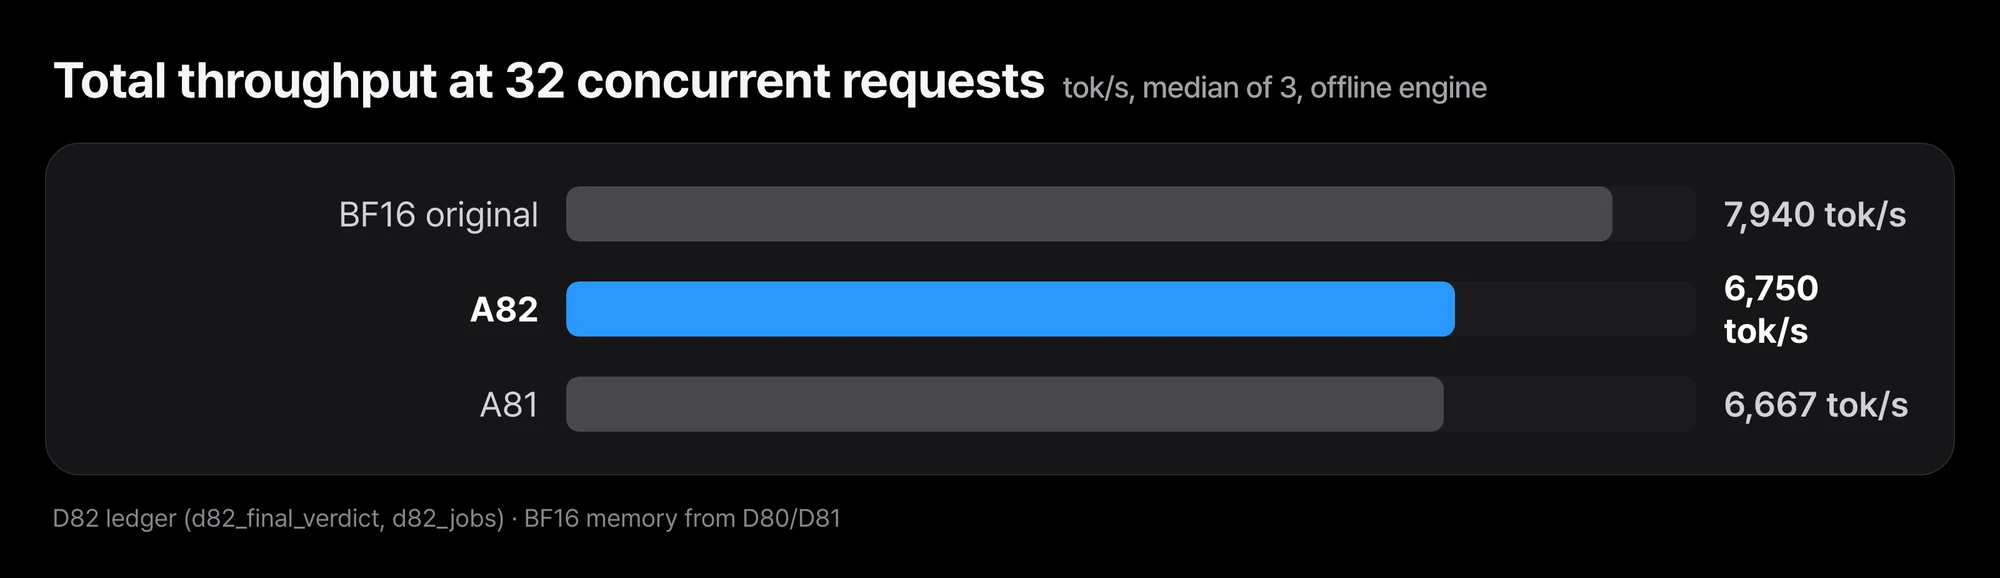 Total throughput at 32 concurrent requests tok/s, median of 3, offline engine
BF16 original 7,940 tok/s
A82 6,750 tok/s
A81 6,667 tok/s
D82 ledger (d82_final_verdict, d82_jobs) · BF16 memory from D80/D81